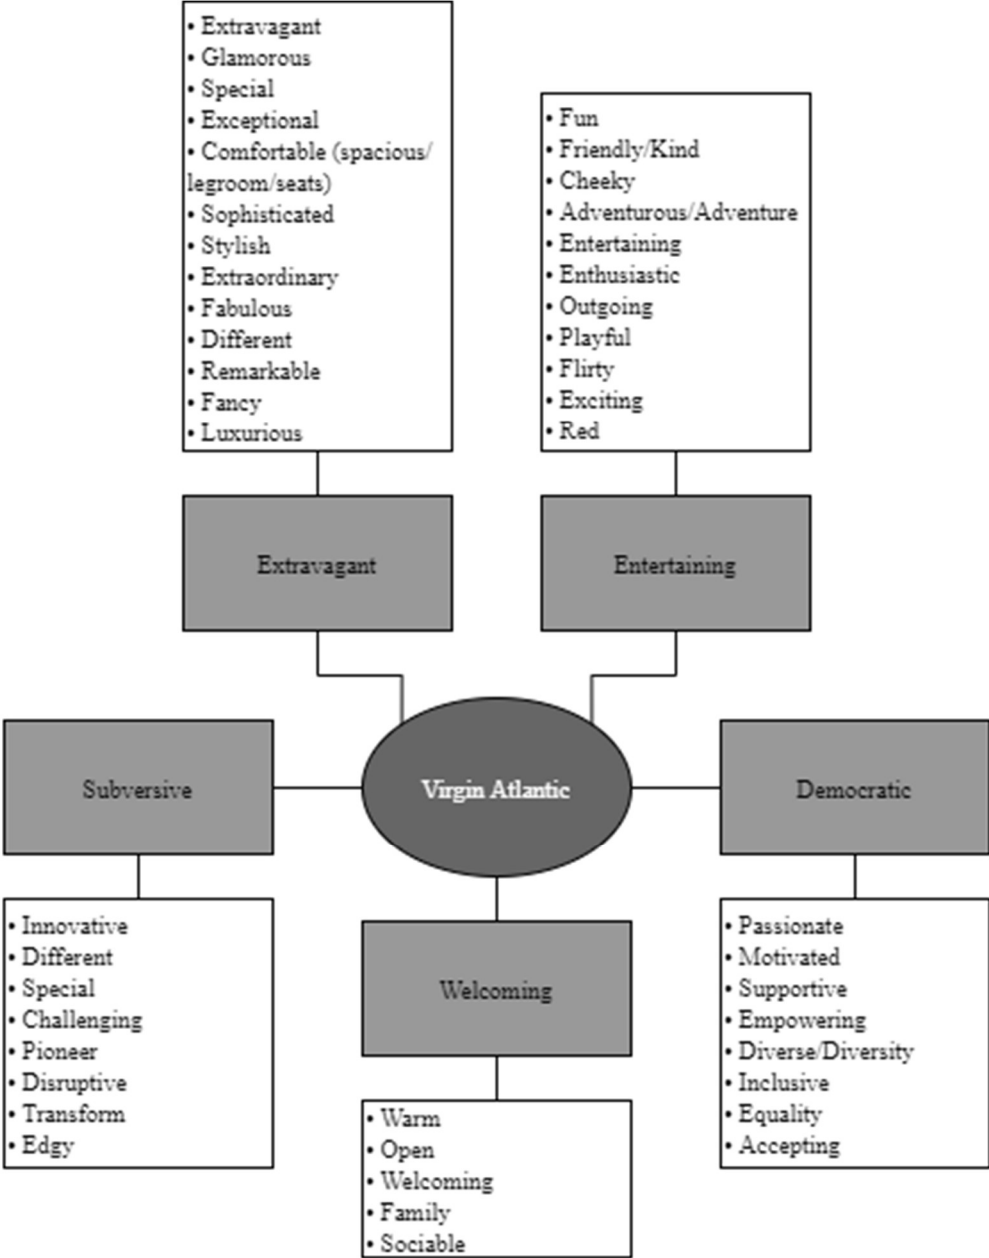 • Extravagant
• Glamorous
• Special
• Exceptional
• Comfortable (spacious/
legroom/seats)
• Sophisticated
• Stylish
• Extraordinary
• Fabulous
• Different
• Remarkable
• Fancy
• Luxurious
• Fun
• Friendly/Kind
• Cheeky
• Adventurous/Adventure
• Entertaining
• Enthusiastic
• Outgoing
• Playful
• Flirty
• Exciting
• Red
Extravagant
Entertaining
Subversive
Virgin Atlantic
Democratic
• Innovative
• Different
• Special
• Challenging
• Pioneer
• Disruptive
• Transform
• Edgy
Welcoming
• Warm
• Open
• Welcoming
• Family
• Sociable
• Passionate
• Motivated
• Supportive
• Empowering
• Diverse/Diversity
• Inclusive
• Equality
• Accepting